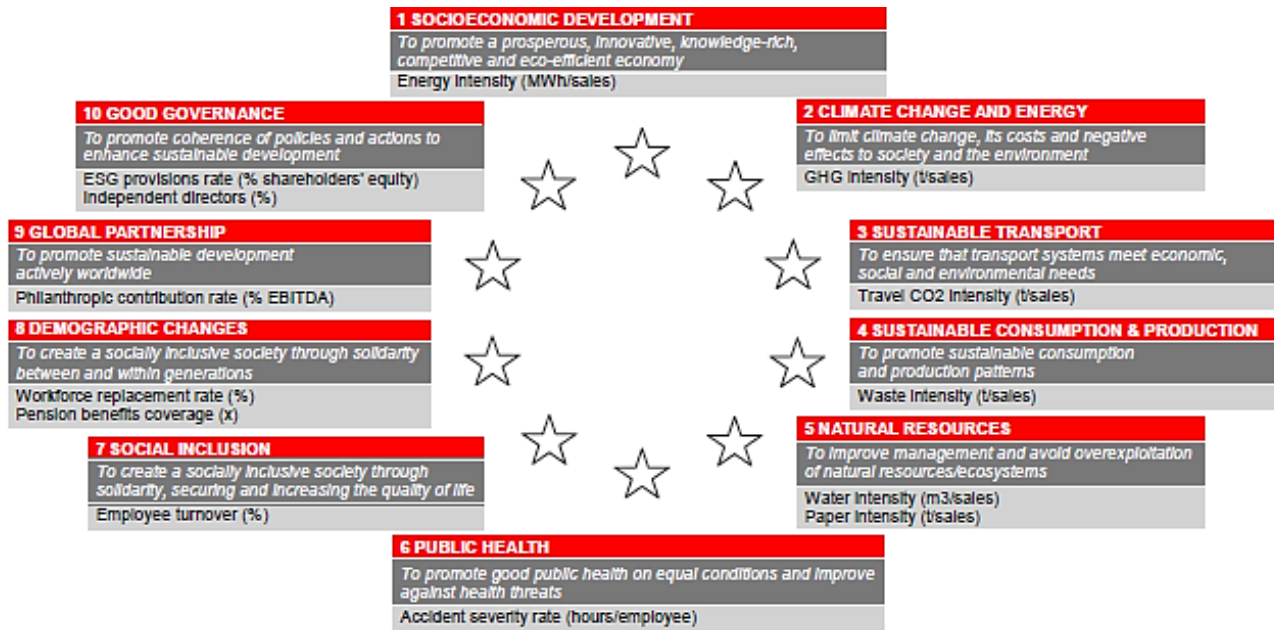 1 SOCIOECONOMIC DEVELOPMENT
To promote a prosperous, innovative, knowledge-rich,
competitive and eco-efficient economy
Energy Intensity (MWh/sales)
2 CLIMATE CHANGE AND ENERGY
To limit climate change, its costs and negative
effects to society and the environment
GHG Intensity (t/sales)
3 SUSTAINABLE TRANSPORT
To ensure that transport systems meet economic,
social and environmental needs
Travel CO2 Intensity (t/sales)
4 SUSTAINABLE CONSUMPTION & PRODUCTION
To promote sustainable consumption
and production patterns
Waste Intensity (t/sales)
5 NATURAL RESOURCES
To improve management and avoid overexploitation
of natural resources/ecosystems
Water Intensity (m3/sales)
Paper Intensity (t/sales)
6 PUBLIC HEALTH
To promote good public health on equal conditions and improve
against health threats
Accident severity rate (hours/employee)
7 SOCIAL INCLUSION
To create a socially inclusive society through
solidarity, securing and increasing the quality of life
Employee turnover (%)
8 DEMOGRAPHIC CHANGES
To create a socially inclusive society through solidarity
between and within generations
Workforce replacement rate (%)
Pension benefits coverage (x)
9 GLOBAL PARTNERSHIP
To promote sustainable development
actively worldwide
Philanthropic contribution rate (% EBITDA)
10 GOOD GOVERNANCE
To promote coherence of policies and actions to
enhance sustainable development
ESG provisions rate (% shareholders' equity)
Independent directors (%)